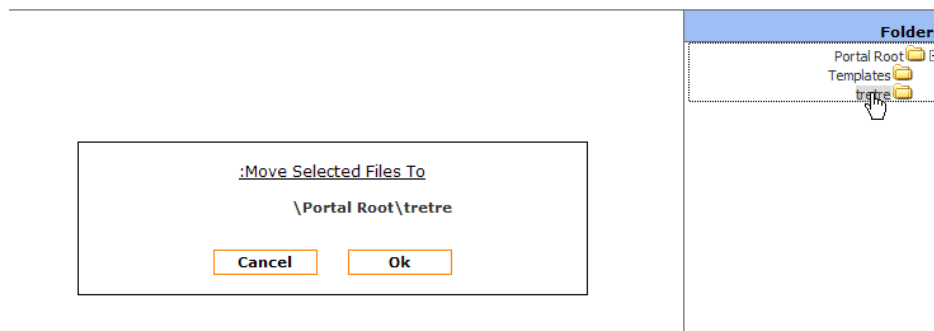 Folder
Portal Root
Templates
tretre
:Move Selected Files To
\Portal Root\tretre
Cancel
Ok